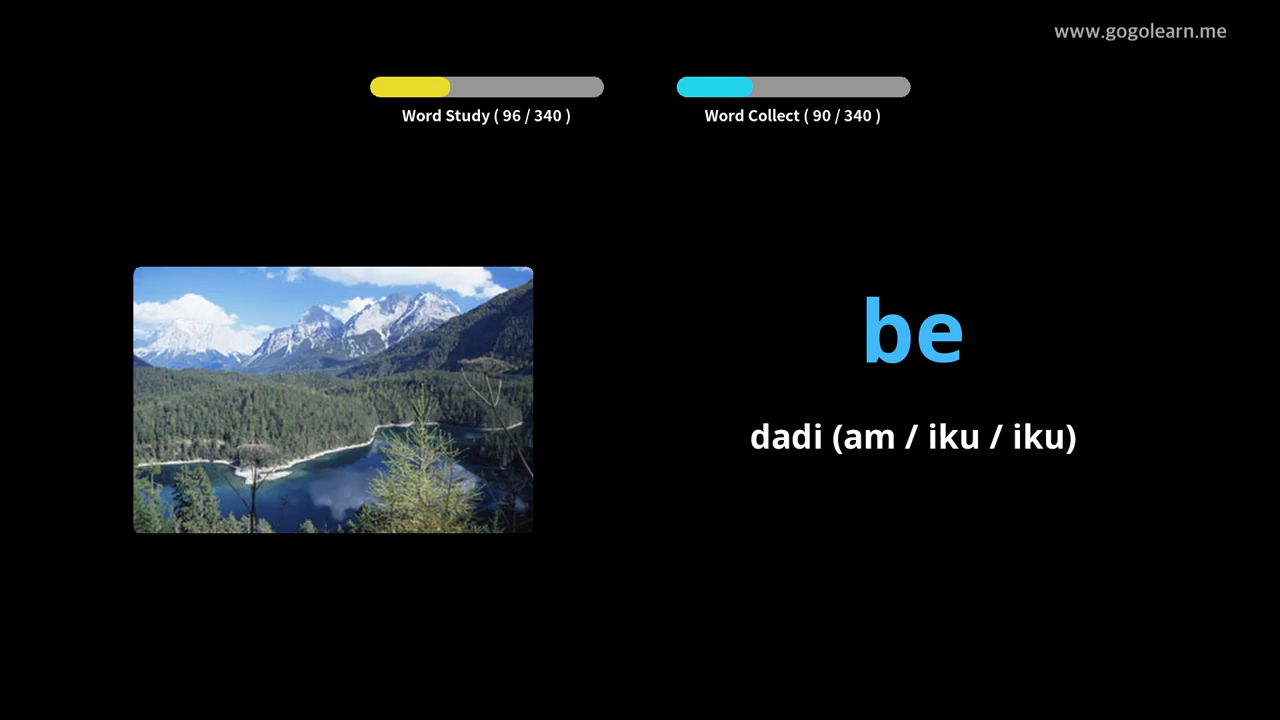 www.gogolearn.me
Word Study ( 96 / 340 )
Word Collect ( 90 / 340 )
be
dadi (am / iku / iku)